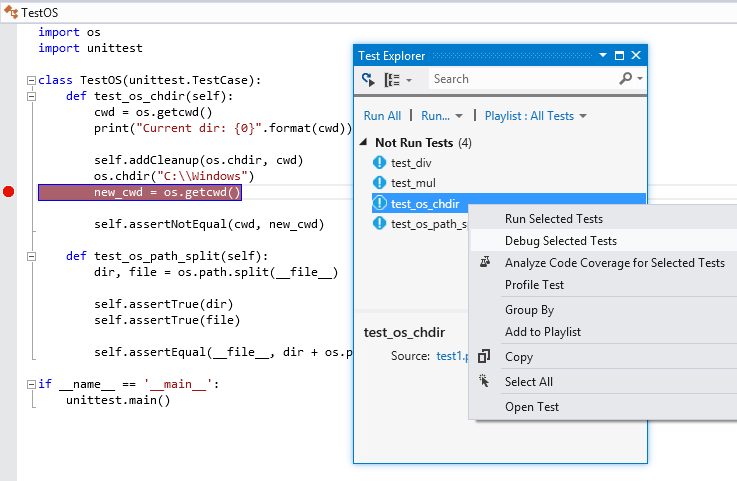 TestOS
import os
import unittest
class TestOS(unittest.TestCase):
def test_os_chdir(self):
cwd = os.getcwd()
print("Current dir: {0}".format(cwd))
self.addCleanup(os.chdir, cwd)
os.chdir("C:\\Windows")
new_cwd = os.getcwd()
self.assertNotEqual(cwd, new_cwd)
def test_os_path_split(self):
dir, file = os.path.split(__file__)
self.assertTrue(dir)
self.assertTrue(file)
self.assertEqual(__file__, dir + os.p
if __name__ == '__main__':
unittest.main()
Test Explorer
Search
Run All | Run... | Playlist : All Tests
Not Run Tests (4)
test_div
test_mul
test_os_chdir
test_os_path_s
test_os_chdir
Source: test1.p
Run Selected Tests
Debug Selected Tests
Analyze Code Coverage for Selected Tests
Profile Test
Group By
Add to Playlist
Copy
Select All
Open Test